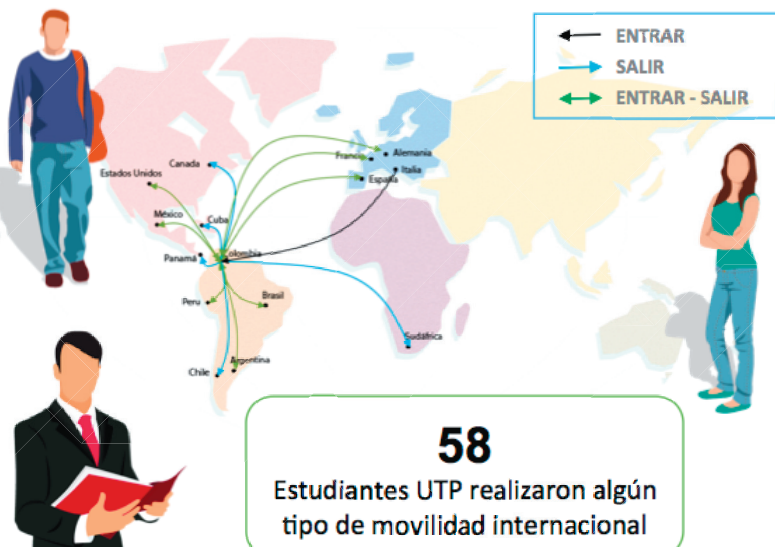 ENTRAR
SALIR
ENTRAR - SALIR
Canada
Estados Unidos
México
Cuba
Panamá
Colombia
Peru
Brasil
Chile
Argentina
Francia
Alemania
Italia
España
Sudáfrica
58
Estudiantes UTP realizaron algún
tipo de movilidad internacional